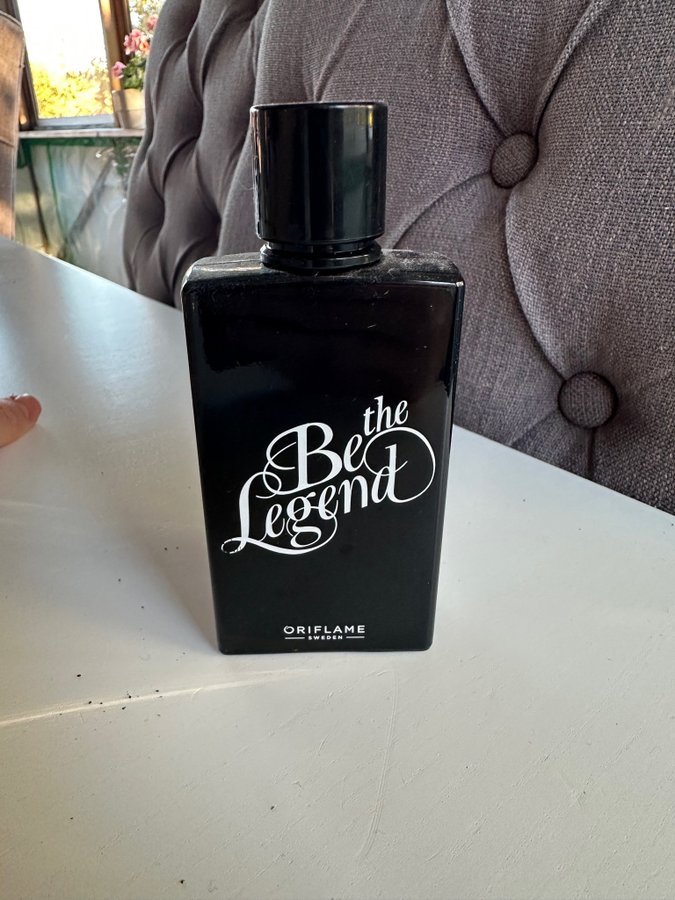 Be the
Legend
ORIFLAME
SWEDEN